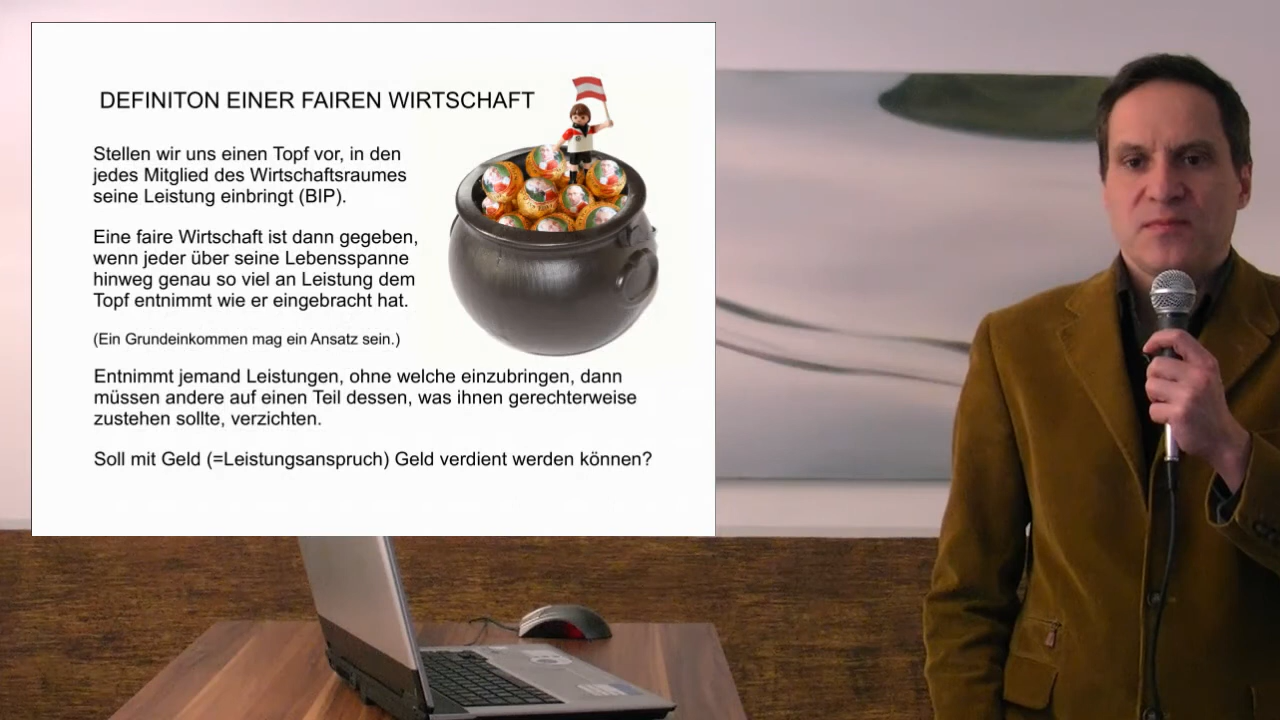 DEFINITON EINER FAIREN WIRTSCHAFT
Stellen wir uns einen Topf vor, in den
jedes Mitglied des Wirtschaftsraumes
seine Leistung einbringt (BIP).
Eine faire Wirtschaft ist dann gegeben,
wenn jeder über seine Lebensspanne
hinweg genau so viel an Leistung dem
Topf entnimmt wie er eingebracht hat.
(Ein Grundeinkommen mag ein Ansatz sein.)
Entnimmt jemand Leistungen, ohne welche einzubringen, dann
müssen andere auf einen Teil dessen, was ihnen gerechterweise
zustehen sollte, verzichten.
Soll mit Geld (=Leistungsanspruch) Geld verdient werden können?